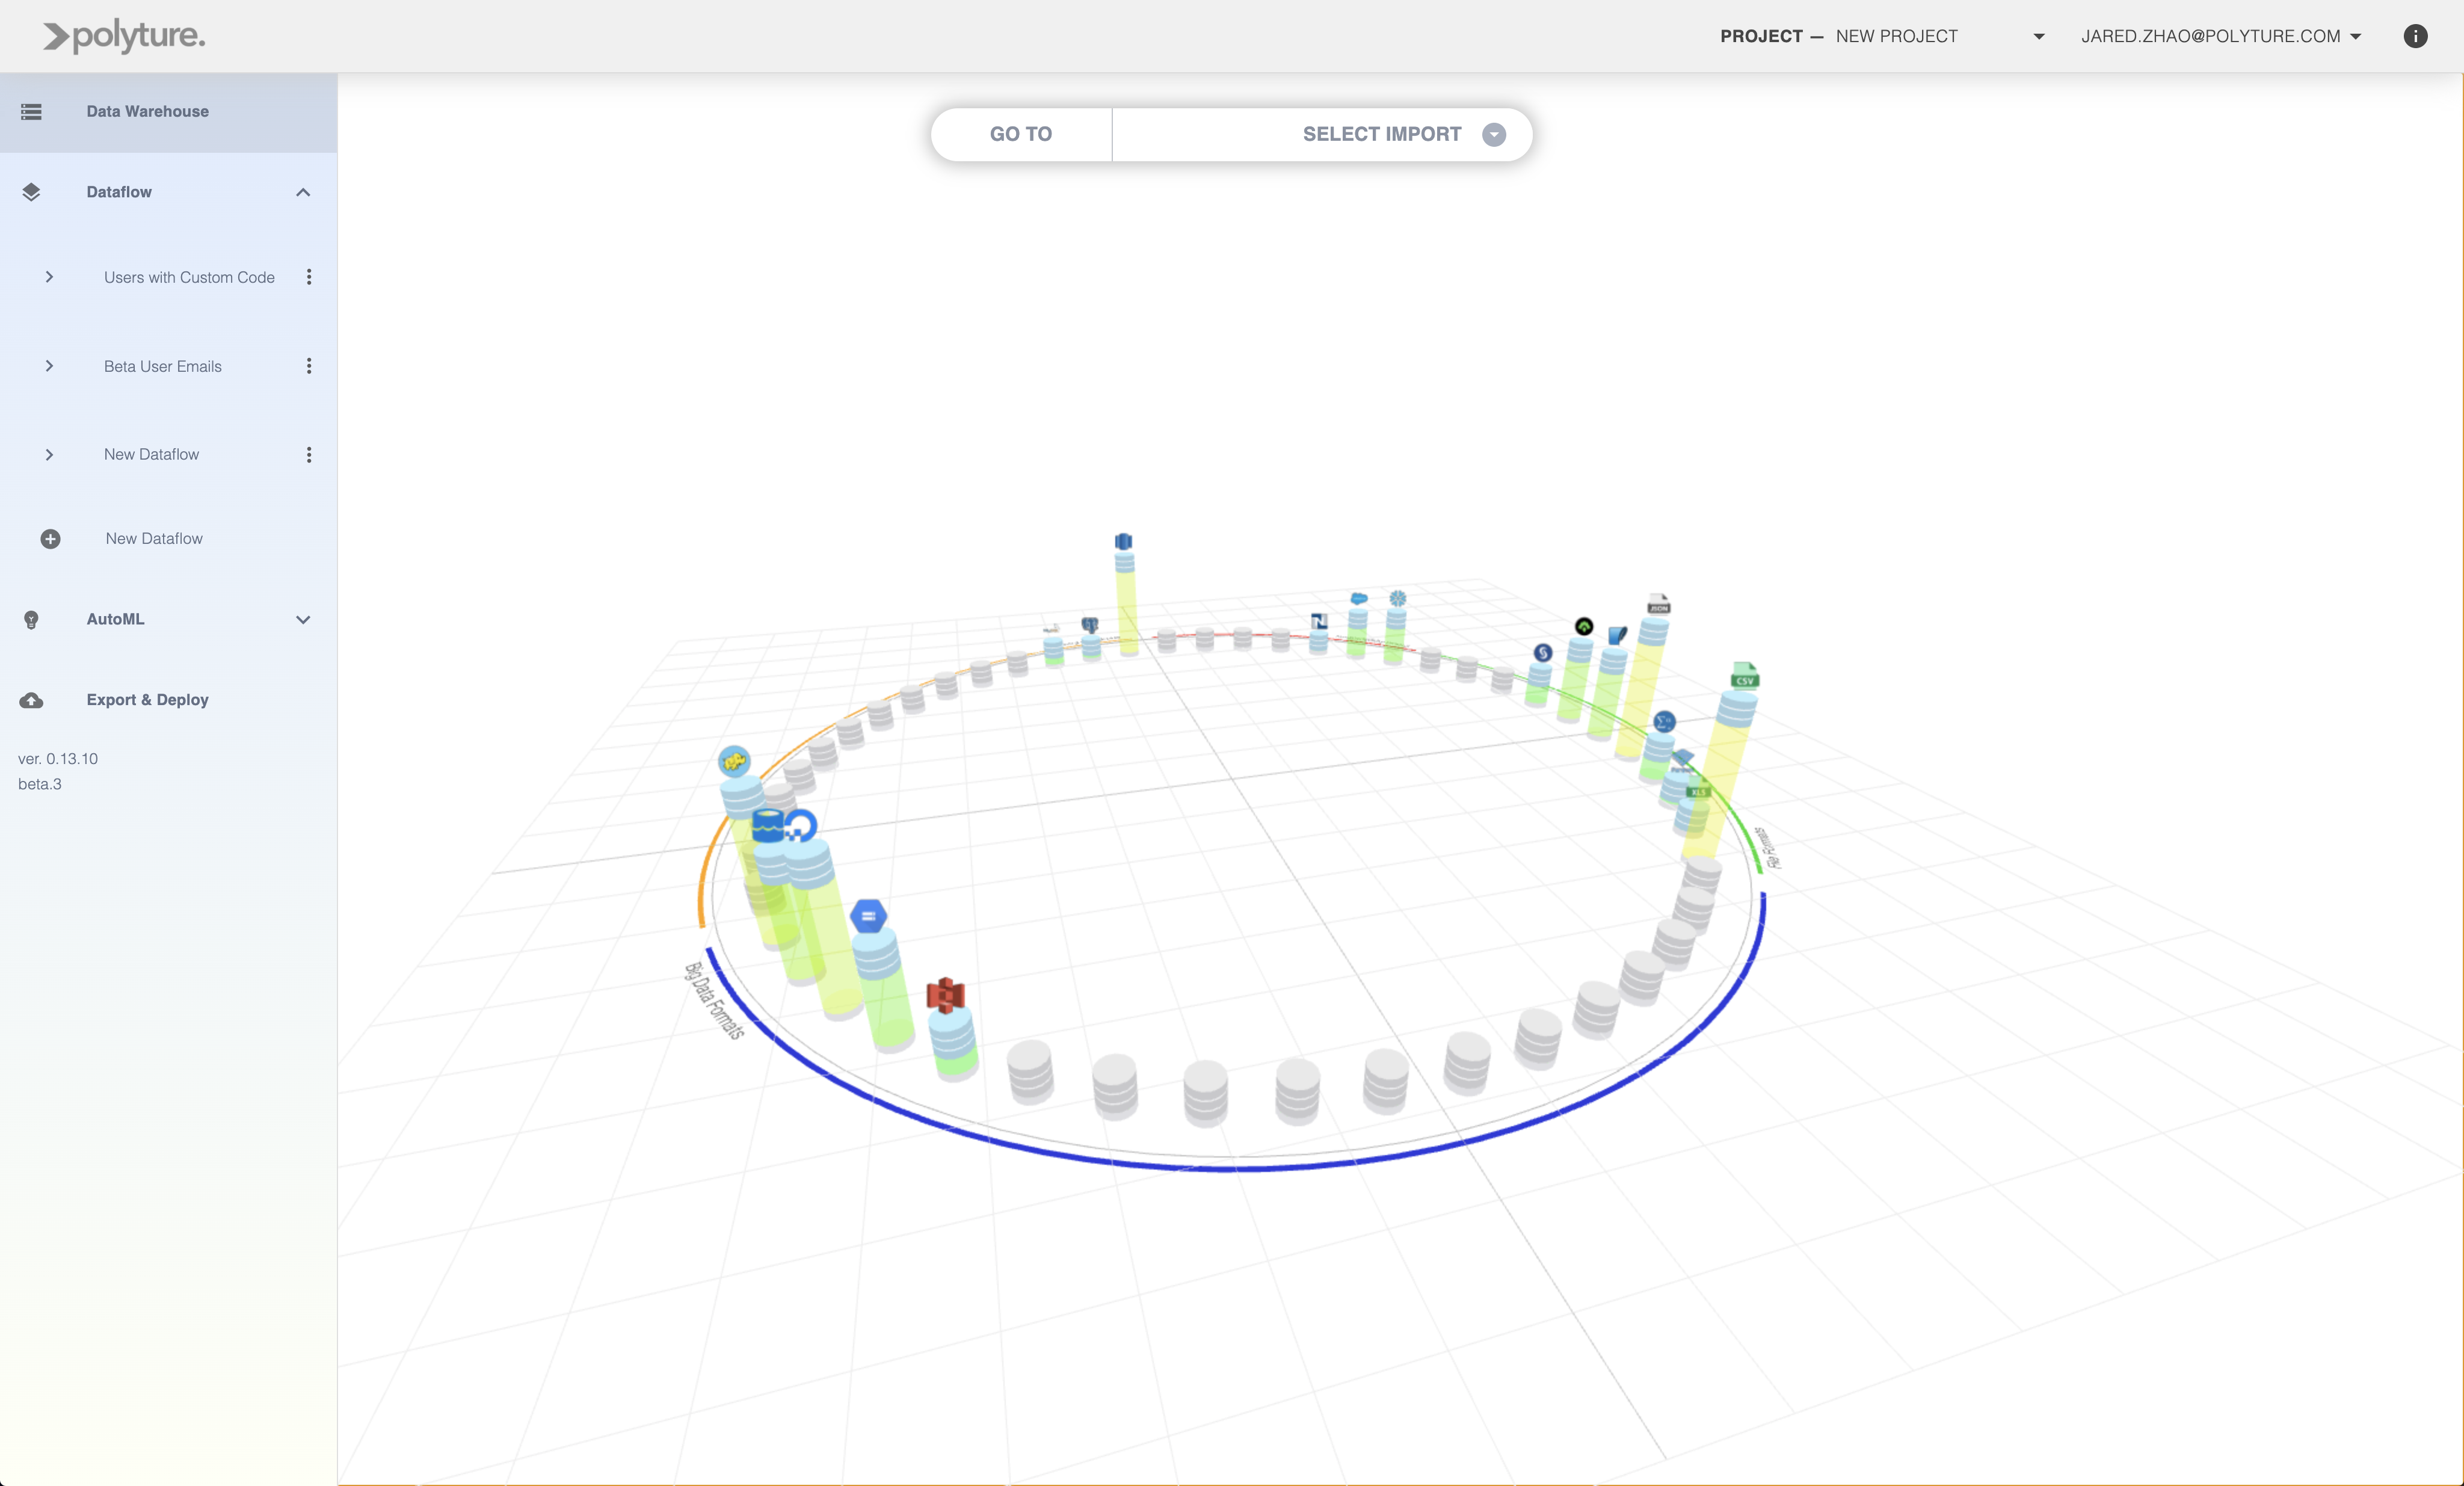 polyture.
PROJECT — NEW PROJECT
JARED.ZHAO@POLYTURE.COM
Data Warehouse
GO TO
SELECT IMPORT
Dataflow
Users with Custom Code
Beta User Emails
New Dataflow
New Dataflow
AutoML
Export & Deploy
ver. 0.13.10
beta.3
JSON
CSV
XLS
File Formats
Big Data Formats